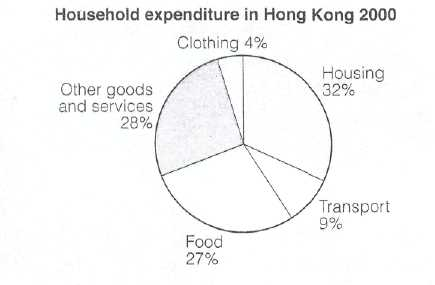 Household expenditure in Hong Kong 2000
Clothing 4%
Housing
32%
Other goods
and services
28%
Transport
9%
Food
27%